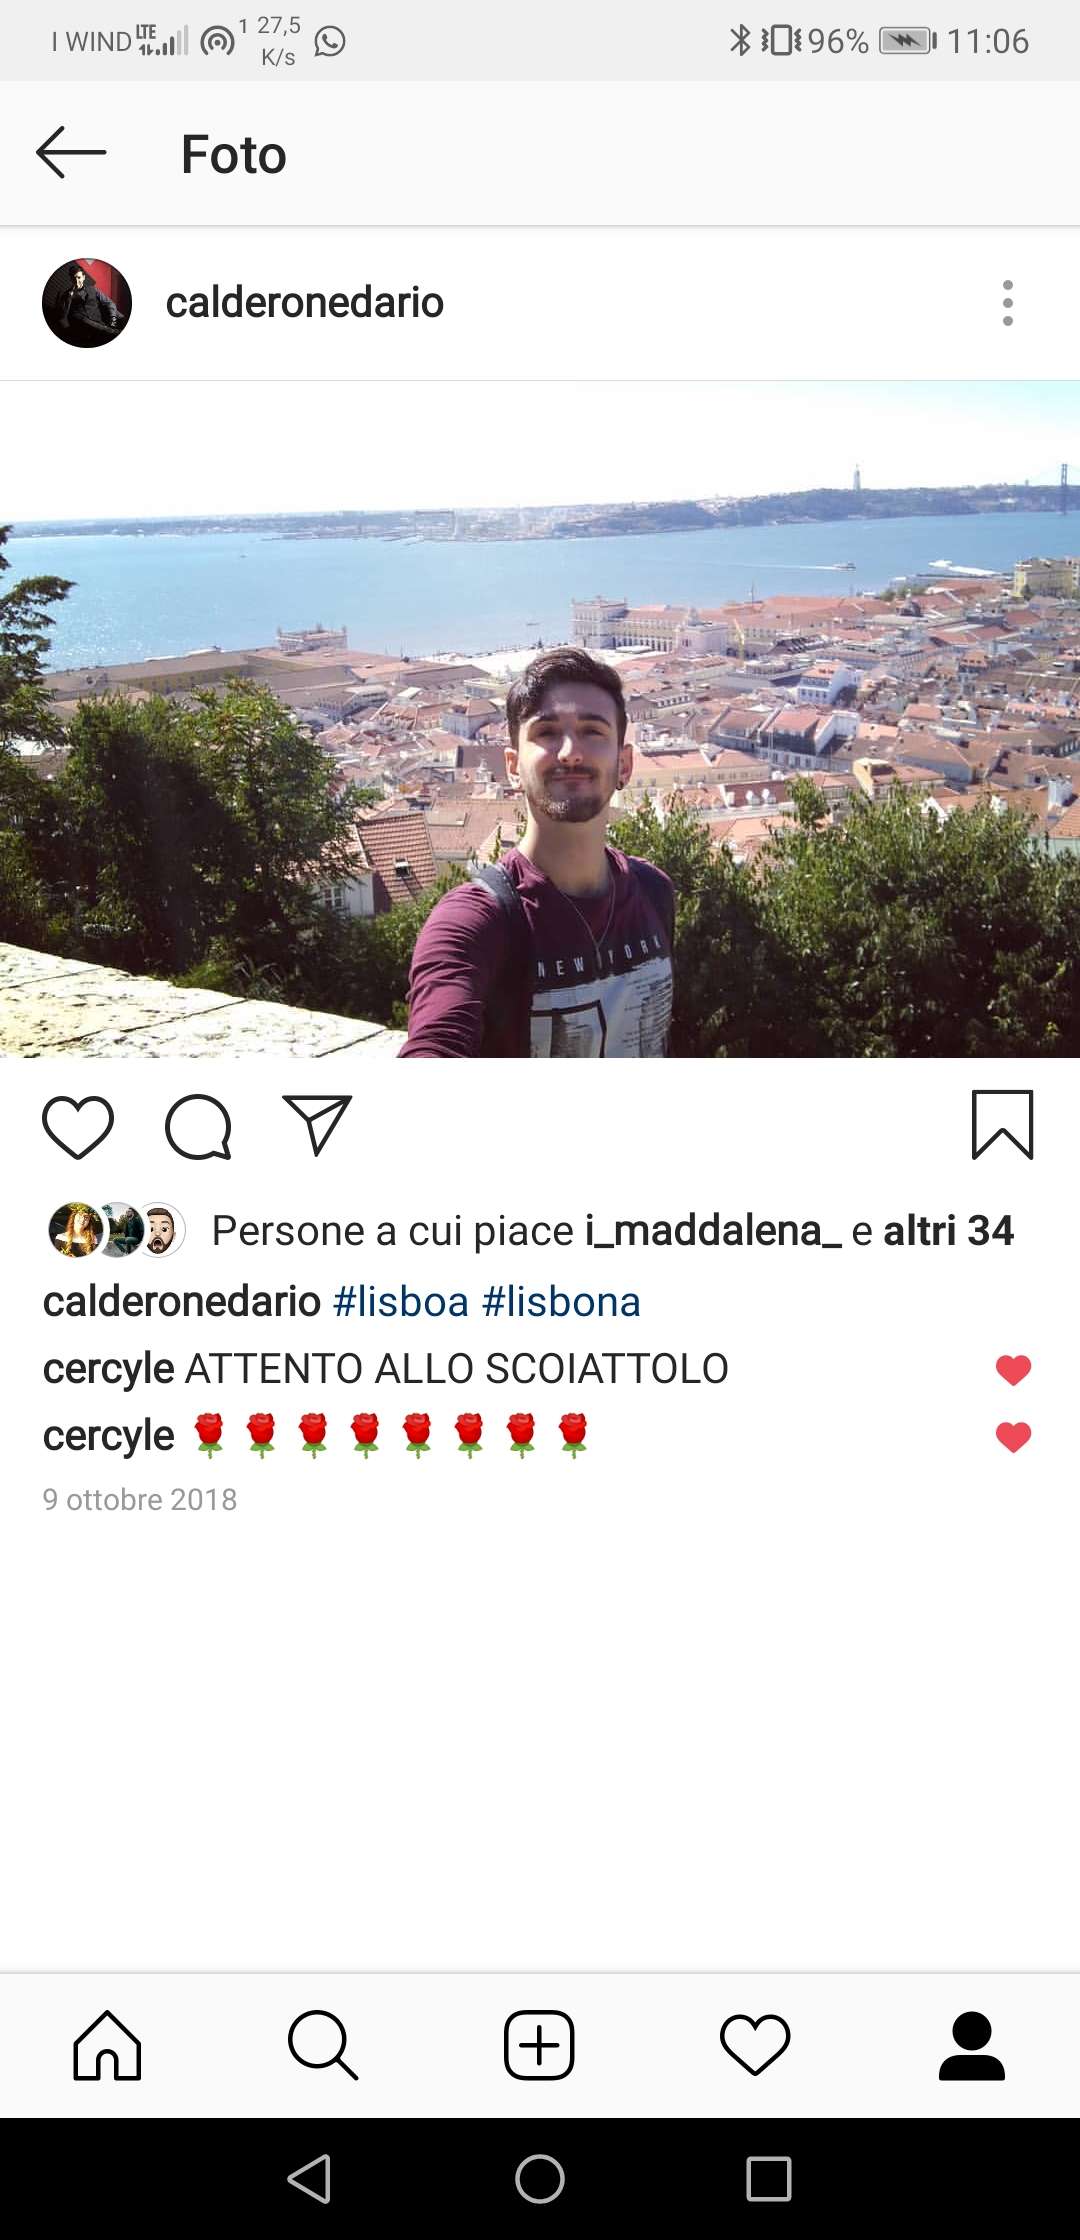 I WIND LTE 1 27,5 K/s 96% 11:06
Foto
calderonedario
NEW YORK
Persone a cui piace i_maddalena_ e altri 34
calderonedario #lisboa #lisbona
cercyle ATTENTO ALLO SCOIATTOLO
cercyle 🌹🌹🌹🌹🌹🌹🌹🌹
9 ottobre 2018